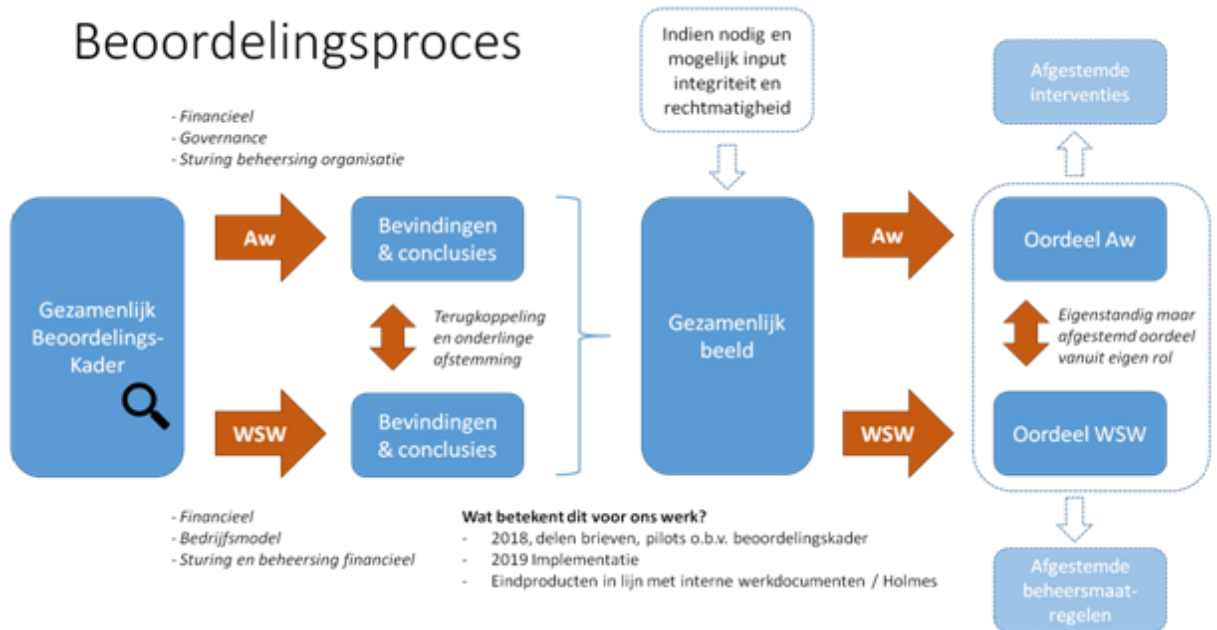 Beoordelingsproces
- Financieel
- Governance
- Sturing beheersing organisatie
Indien nodig en
mogelijk input
integriteit en
rechtmatigheid
Afgestemde
interventies
Gezamenlijk
Beoordelings-
Kader
Aw
WSW
Bevindingen
& conclusies
Terugkoppeling
en onderlinge
afstemming
Bevindingen
& conclusies
Gezamenlijk
beeld
Aw
WSW
Oordeel Aw
Eigenstandig maar
afgestemd oordeel
vanuit eigen rol
Oordeel WSW
- Financieel
- Bedrijfsmodel
- Sturing en beheersing financieel
Wat betekent dit voor ons werk?
- 2018, delen brieven, pilots o.b.v. beoordelingskader
- 2019 Implementatie
- Eindproducten in lijn met interne werkdocumenten / Holmes
Afgestemde
beheersmaat-
regelen